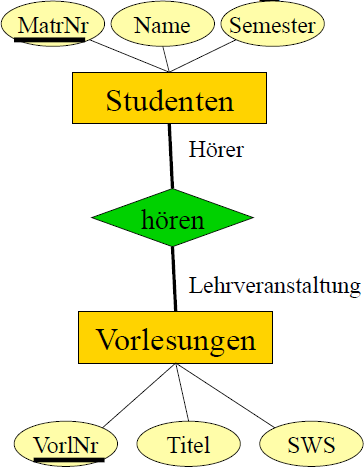 MatrNr Name Semester
Studenten
Hörer
hören
Lehrveranstaltung
Vorlesungen
VorlNr Titel SWS